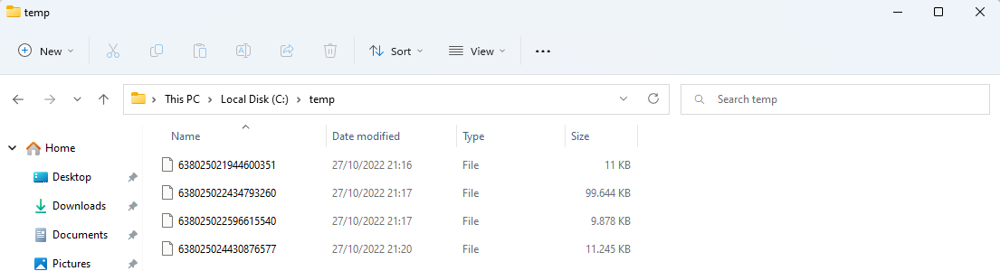 temp
New Sort View
This PC Local Disk (C:) temp Search temp
Name Date modified Type Size
Home
638025021944600351 27/10/2022 21:16 File 11 KB
Desktop
638025022434793260 27/10/2022 21:17 File 99.644 KB
Downloads
638025022596615540 27/10/2022 21:17 File 9.878 KB
Documents
638025024430876577 27/10/2022 21:20 File 11.245 KB
Pictures